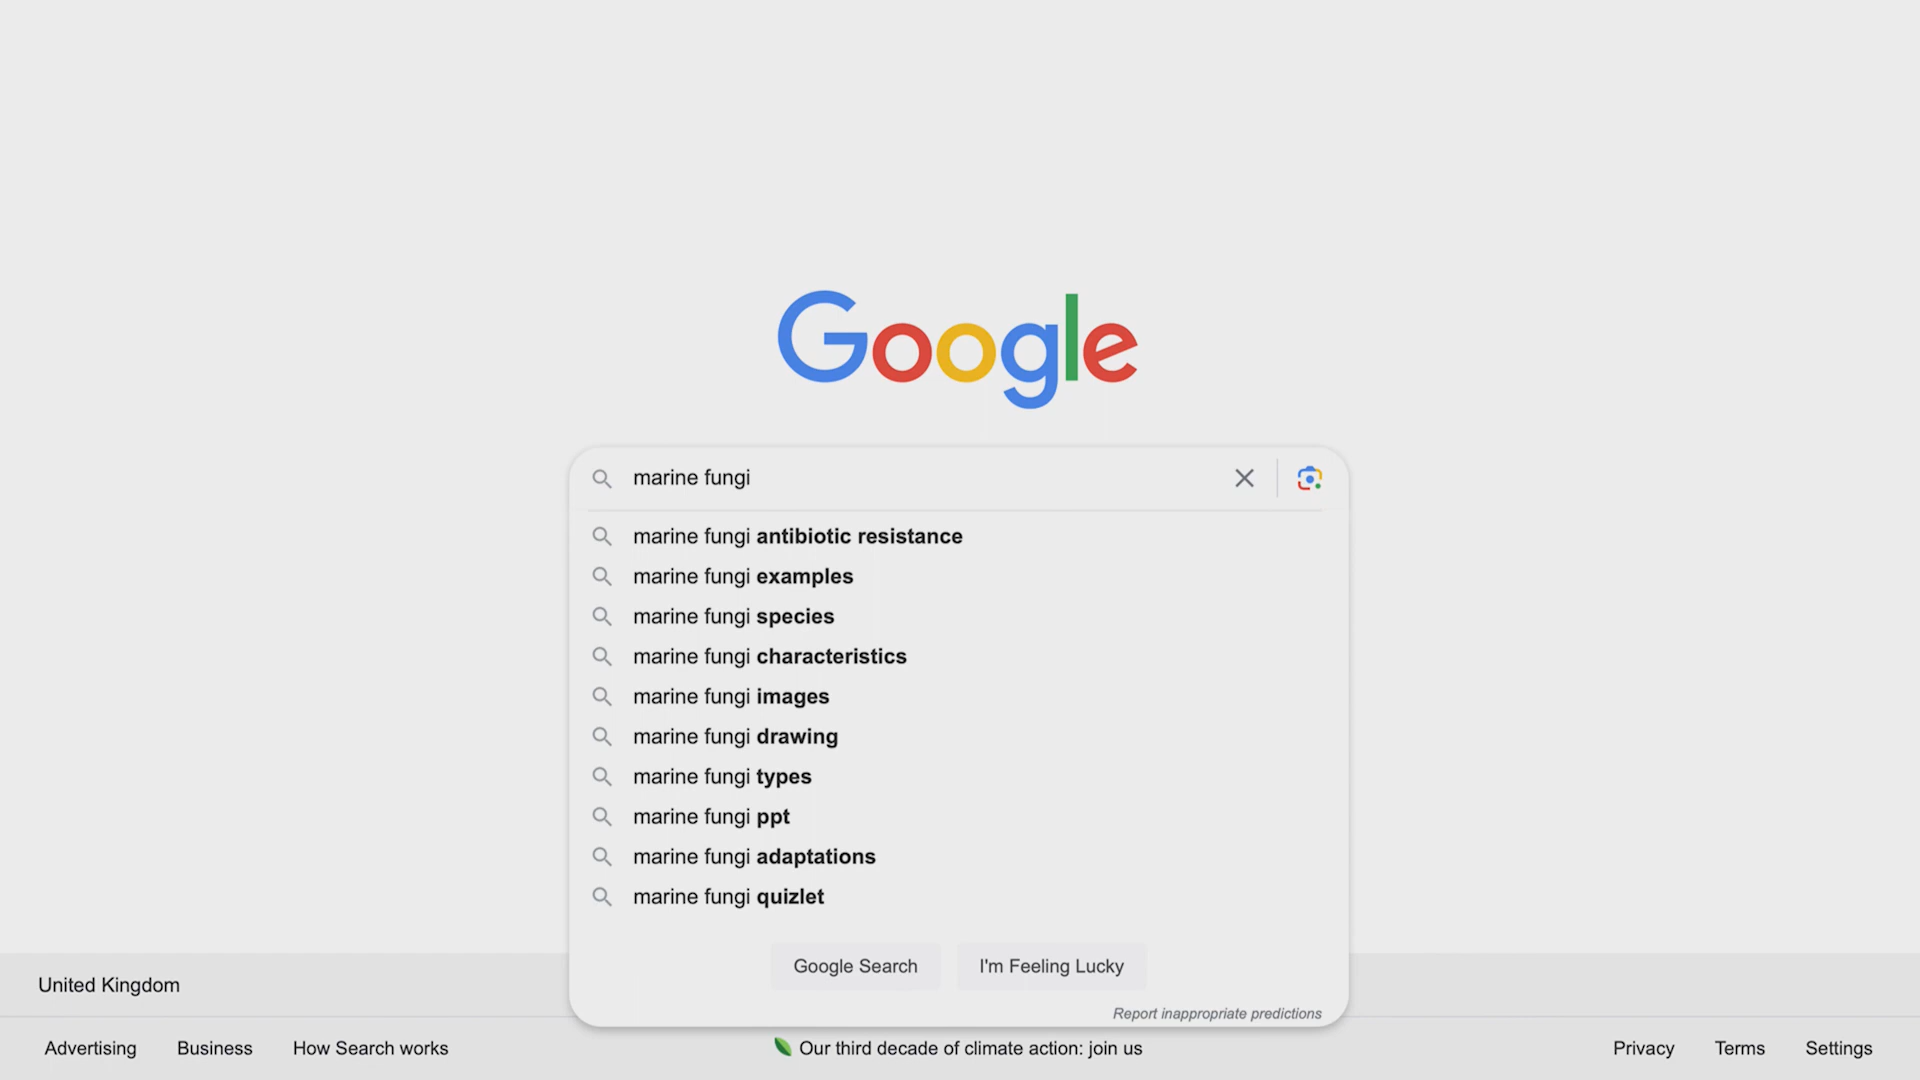 Google
marine fungi
marine fungi antibiotic resistance
marine fungi examples
marine fungi species
marine fungi characteristics
marine fungi images
marine fungi drawing
marine fungi types
marine fungi ppt
marine fungi adaptations
marine fungi quizlet
Google Search I'm Feeling Lucky
Report inappropriate predictions
United Kingdom
Advertising Business How Search works Our third decade of climate action: join us Privacy Terms Settings